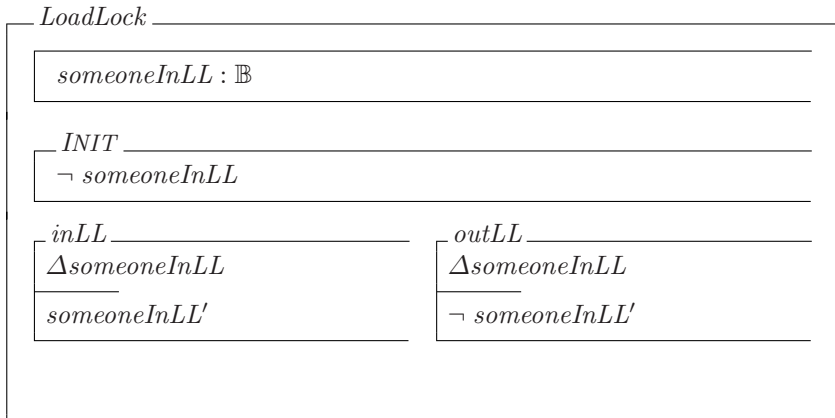 LoadLock
someoneInLL : 𝔹
INIT
¬ someoneInLL
inLL outLL
ΔsomeoneInLL ΔsomeoneInLL
someoneInLL′ ¬ someoneInLL′